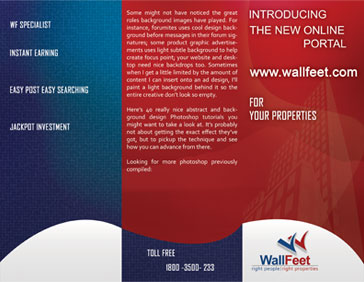 WF SPECIALIST
INSTANT EARNING
EASY POST EASY SEARCHING
JACKPOT INVESTMENT
Some might not have noticed the great
roles background images have played. For
instance, forumites use cool design back-
ground before messages in their forum sig-
natures; some product graphic advertise-
ments uses light subtle background to help
create focus point; your website and desk-
top need nice backdrops too. Sometimes
when I get a little limited by the amount of
content I can insert onto an ad design, I'll
paint a light background behind it so the
entire creative don't look so empty.
Here's 40 really nice abstract and back-
ground design Photoshop tutorials you
might want to take a look at. It's probably
not about getting the exact effect they've
got, but to pickup the technique and see
how you can advance from there.
Looking for more photoshop previously
compiled:
TOLL FREE
1800 -3500- 233
INTRODUCING
THE NEW ONLINE
PORTAL
www.wallfeet.com
FOR
YOUR PROPERTIES
WallFeet
right people|right properties